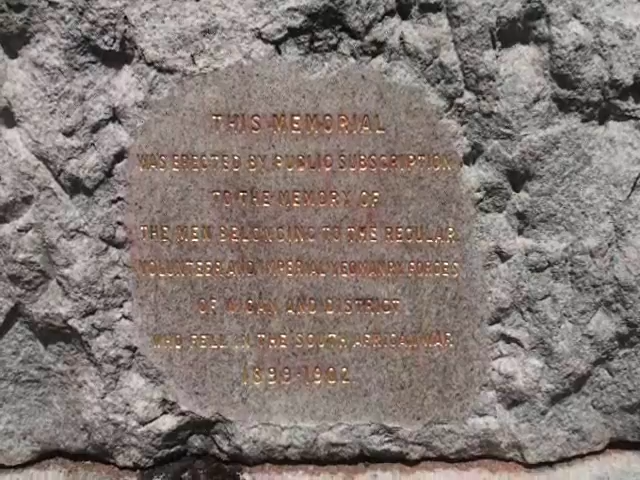 THIS MEMORIAL
WAS ERECTED BY PUBLIC SUBSCRIPTION
TO THE MEMORY OF
THE MEN BELONGING TO THE REGULAR
VOLUNTEER AND IMPERIAL YEOMANRY FORCES
OF WIGAN AND DISTRICT
WHO FELL IN THE SOUTH AFRICAN WAR
1899-1902